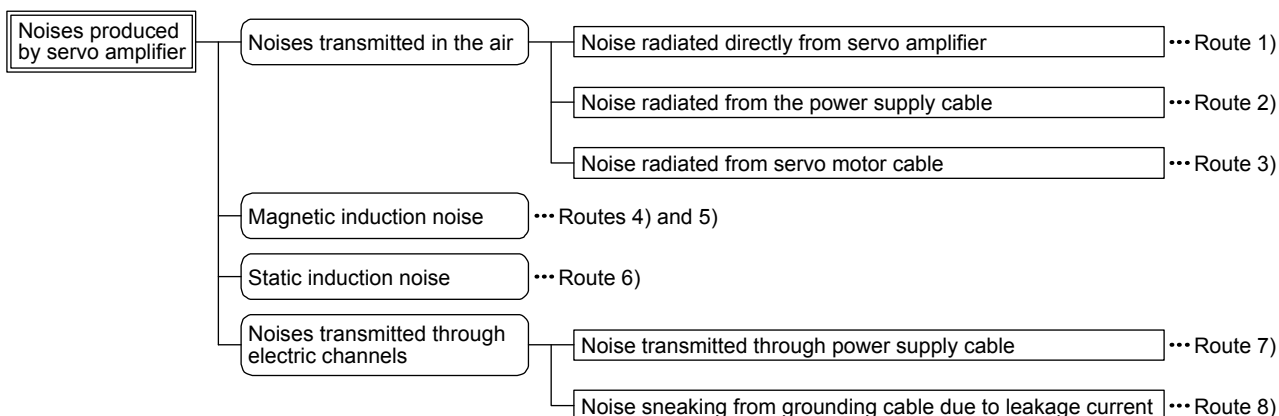 Noises produced
by servo amplifier
Noises transmitted in the air
Noise radiated directly from servo amplifier
••• Route 1)
Noise radiated from the power supply cable
••• Route 2)
Noise radiated from servo motor cable
••• Route 3)
Magnetic induction noise
••• Routes 4) and 5)
Static induction noise
••• Route 6)
Noises transmitted through
electric channels
Noise transmitted through power supply cable
••• Route 7)
Noise sneaking from grounding cable due to leakage current
••• Route 8)